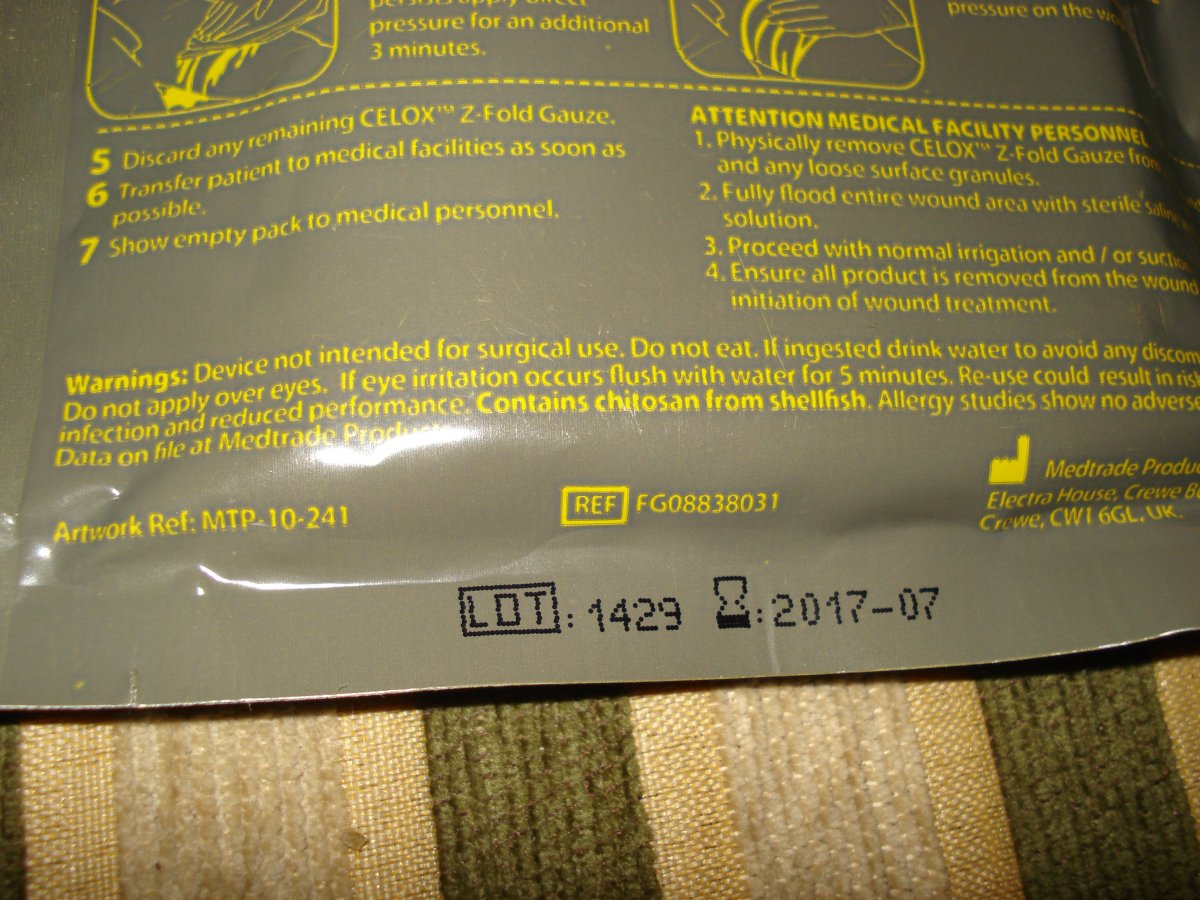 pressure for an additional
3 minutes.
pressure on the
5 Discard any remaining CELOX™ Z-Fold Gauze.
6 Transfer patient to medical facilities as soon as
possible.
7 Show empty pack to medical personnel.
ATTENTION MEDICAL FACILITY PERSONNEL
1. Physically remove CELOX™ Z-Fold Gauze from
and any loose surface granules.
2. Fully flood entire wound area with sterile saline
solution.
3. Proceed with normal irrigation and / or
4. Ensure all product is removed from the wound
initiation of wound treatment.
Warnings: Device not intended for surgical use. Do not eat. If ingested drink water to avoid any
Do not apply over eyes. If eye irritation occurs flush with water for 5 minutes. Re-use could result in
infection and reduced performance. Contains chitosan from shellfish. Allergy studies show no
Data on file at Medtrade
Artwork Ref: MTP-10-241
REF FG08838031
Medtrade
Electra House, Crewe
Crewe, CW1 6GL, UK.
LOT: 1429 : 2017-07